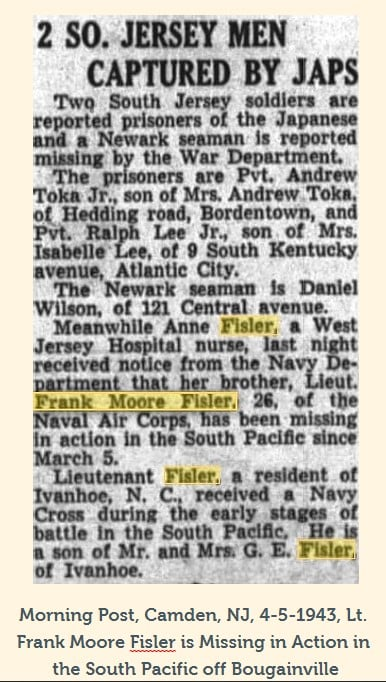 2 SO. JERSEY MEN
CAPTURED BY JAPS
Two South Jersey soldiers are
reported prisoners of the Japanese
and a Newark seaman is reported
missing by the War Department.
The prisoners are Pvt. Andrew
Toka Jr., son of Mrs. Andrew Toka,
of Hedding road, Bordentown, and
Pvt. Ralph Lee Jr., son of Mrs.
Isabelle Lee, of 9 South Kentucky
avenue, Atlantic City.
The Newark seaman is Daniel
Wilson, of 121 Central avenue.
Meanwhile Anne Fisler, a West
Jersey Hospital nurse, last night
received notice from the Navy De-
partment that her brother, Lieut.
Frank Moore Fisler, 26, of the
Naval Air Corps, has been missing
in action in the South Pacific since
March 5.
Lieutenant Fisler, a resident of
Ivanhoe, N. C., received a Navy
Cross during the early stages of
battle in the South Pacific. He is
a son of Mr. and Mrs. G. E. Fisler,
of Ivanhoe.
Morning Post, Camden, NJ, 4-5-1943, Lt.
Frank Moore Fisler is Missing in Action in
the South Pacific off Bougainville